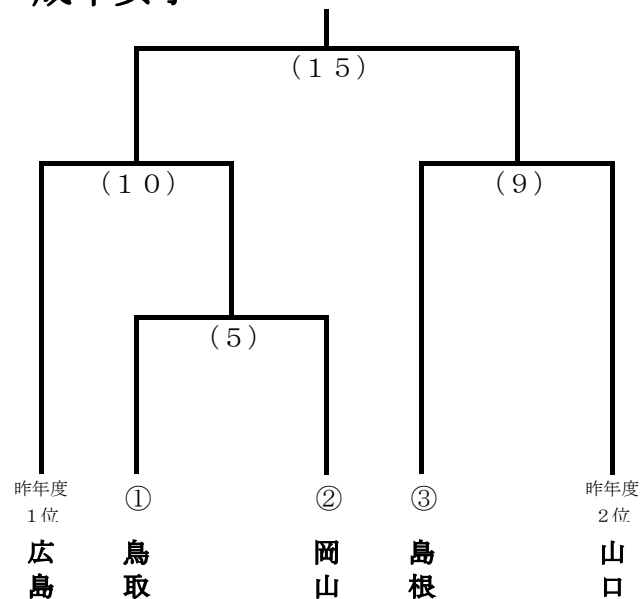 (15)
(10)
(9)
(5)
昨年度
1位
広島
①
鳥取
②
岡山
③
島根
昨年度
2位
山口